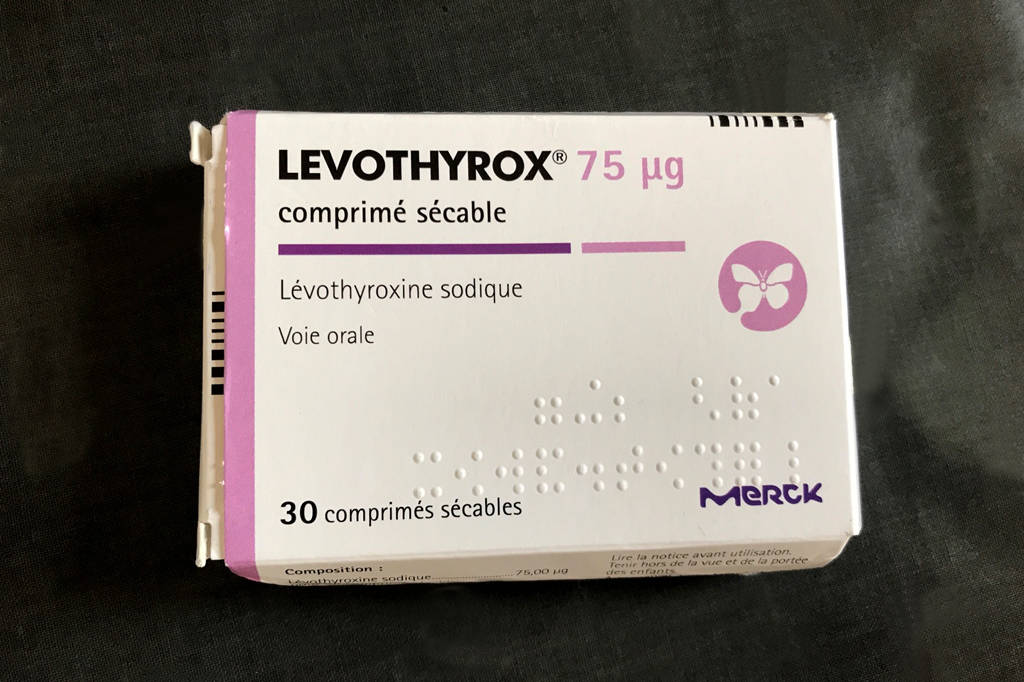 LEVOTHYROX® 75 µg
comprimé sécable
Lévothyroxine sodique
Voie orale
30 comprimés sécables
MERCK
Composition :
Lévothyroxine sodique.......................75,00 µg
Lire la notice avant utilisation.
Tenir hors de la vue et de la portée
des enfants.